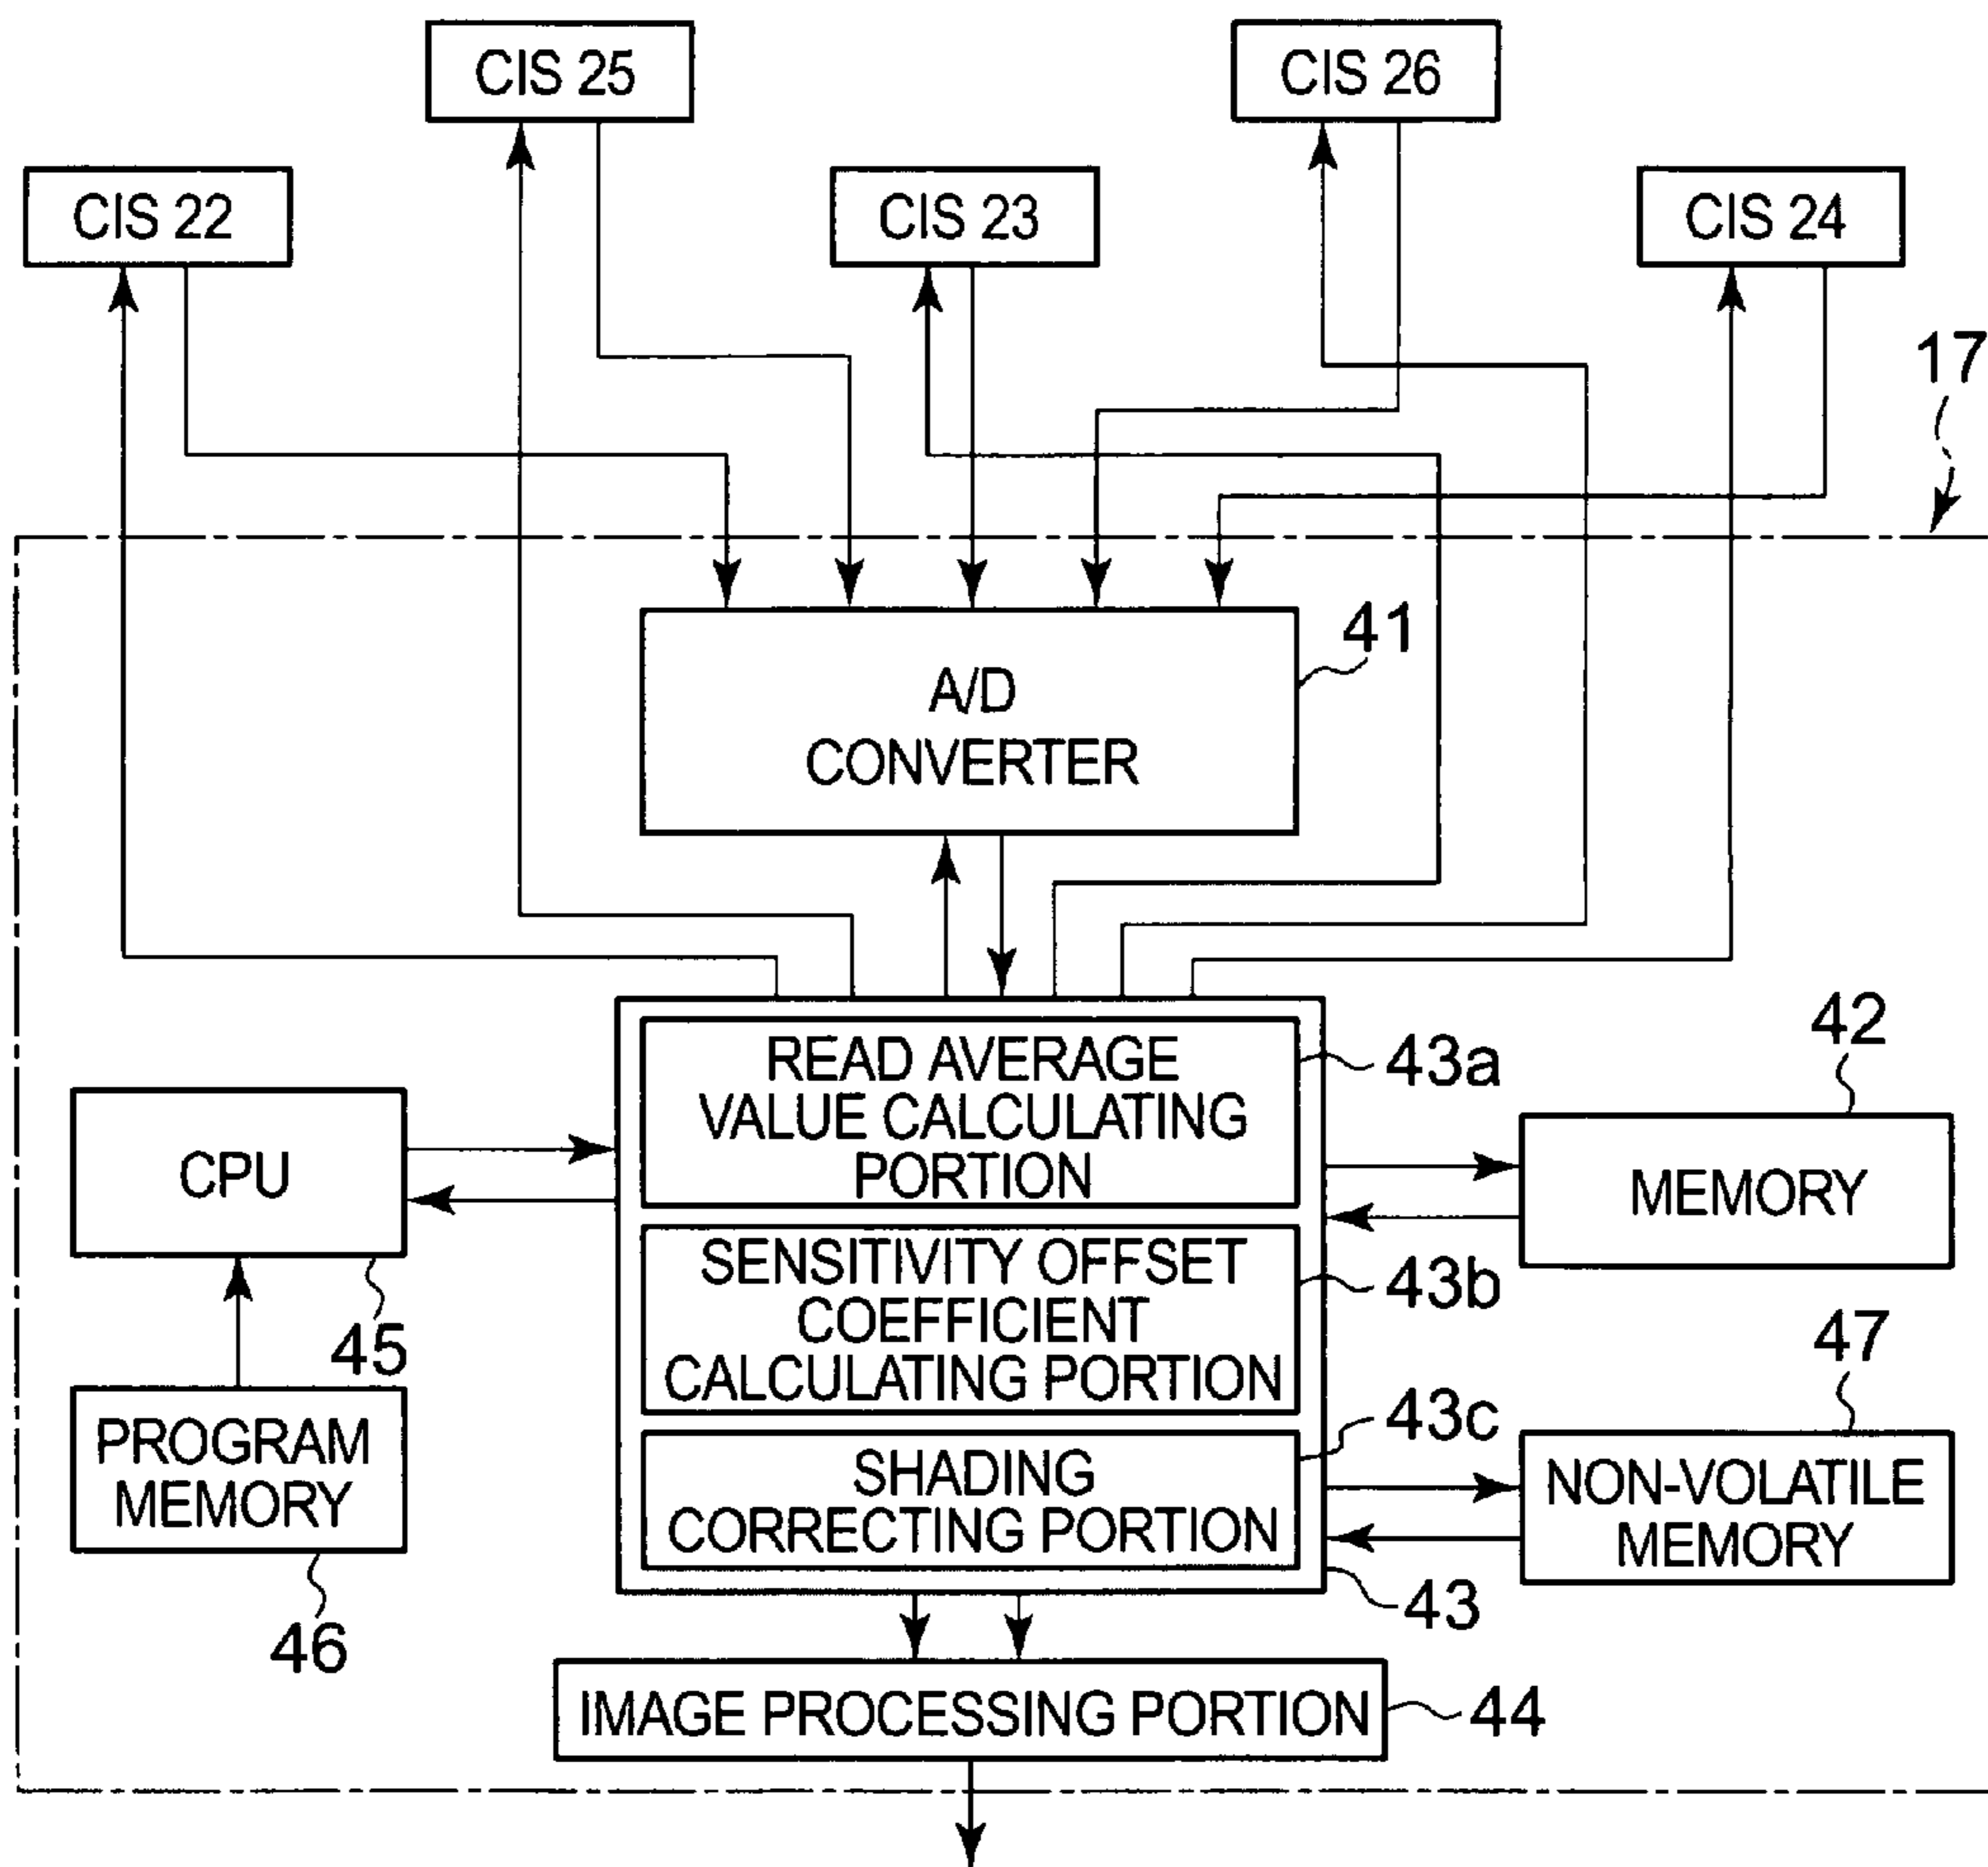 CIS 25
CIS 26
CIS 22
CIS 23
CIS 24
17
41
A/D
CONVERTER
42
READ AVERAGE
VALUE CALCULATING
PORTION
43a
CPU
MEMORY
SENSITIVITY OFFSET
COEFFICIENT
CALCULATING PORTION
43b
45
47
43c
PROGRAM
MEMORY
SHADING
CORRECTING PORTION
NON-VOLATILE
MEMORY
43
46
IMAGE PROCESSING PORTION
44